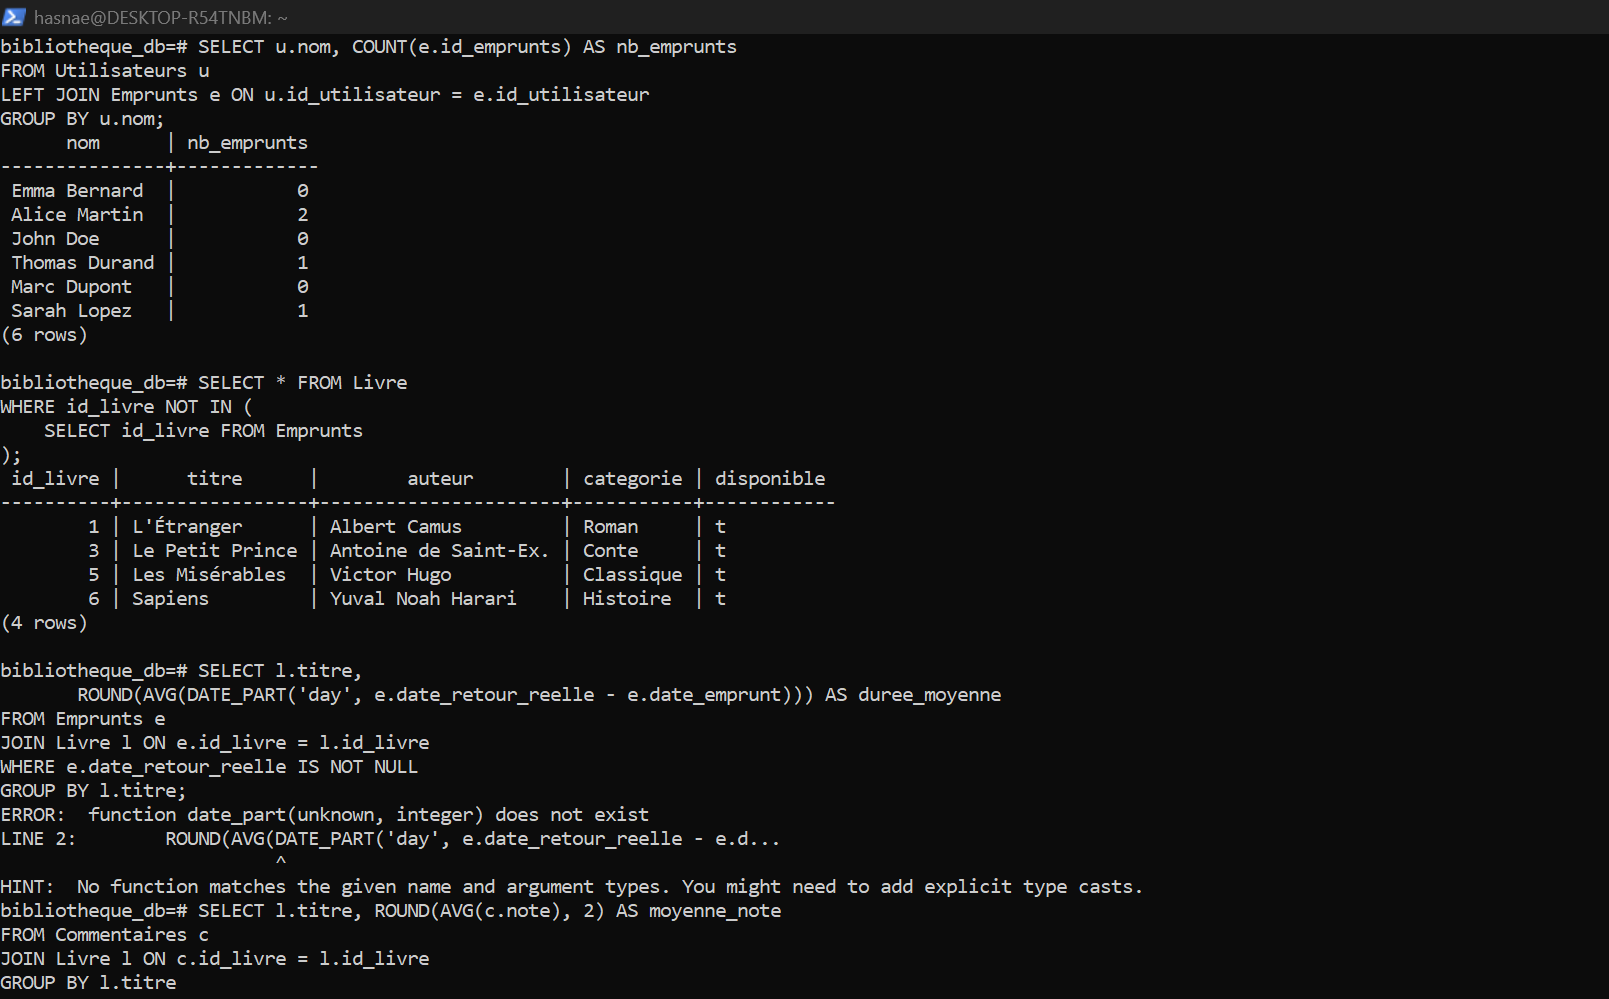 hasnae@DESKTOP-R54TNBM: ~
bibliotheque_db=# SELECT u.nom, COUNT(e.id_emprunts) AS nb_emprunts
FROM Utilisateurs u
LEFT JOIN Emprunts e ON u.id_utilisateur = e.id_utilisateur
GROUP BY u.nom;
      nom      | nb_emprunts
---------------+-------------
 Emma Bernard  |           0
 Alice Martin  |           2
 John Doe      |           0
 Thomas Durand |           1
 Marc Dupont   |           0
 Sarah Lopez   |           1
(6 rows)

bibliotheque_db=# SELECT * FROM Livre
WHERE id_livre NOT IN (
    SELECT id_livre FROM Emprunts
);
 id_livre |      titre      |        auteur        | categorie | disponible
----------+-----------------+----------------------+-----------+------------
        1 | L'Étranger      | Albert Camus         | Roman     | t
        3 | Le Petit Prince | Antoine de Saint-Ex. | Conte     | t
        5 | Les Misérables  | Victor Hugo          | Classique | t
        6 | Sapiens         | Yuval Noah Harari    | Histoire  | t
(4 rows)

bibliotheque_db=# SELECT l.titre,
       ROUND(AVG(DATE_PART('day', e.date_retour_reelle - e.date_emprunt))) AS duree_moyenne
FROM Emprunts e
JOIN Livre l ON e.id_livre = l.id_livre
WHERE e.date_retour_reelle IS NOT NULL
GROUP BY l.titre;
ERROR:  function date_part(unknown, integer) does not exist
LINE 2:        ROUND(AVG(DATE_PART('day', e.date_retour_reelle - e.d...
                         ^
HINT:  No function matches the given name and argument types. You might need to add explicit type casts.
bibliotheque_db=# SELECT l.titre, ROUND(AVG(c.note), 2) AS moyenne_note
FROM Commentaires c
JOIN Livre l ON c.id_livre = l.id_livre
GROUP BY l.titre